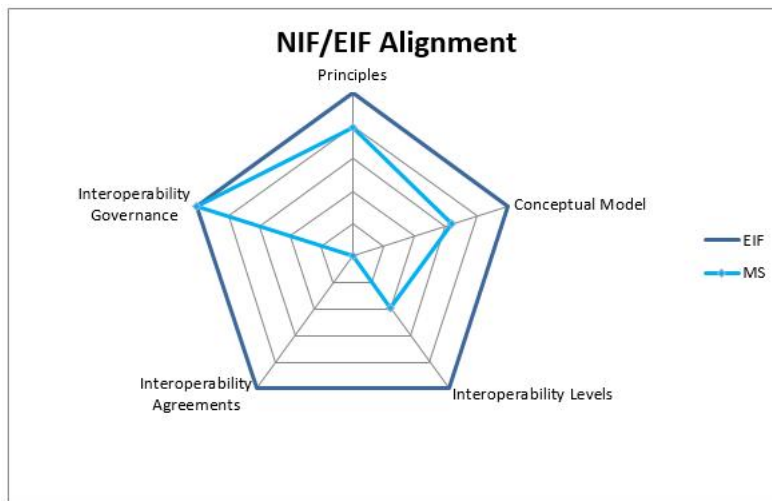 NIF/EIF Alignment
Principles
Interoperability
Governance
Conceptual Model
EIF
MS
Interoperability
Agreements
Interoperability Levels